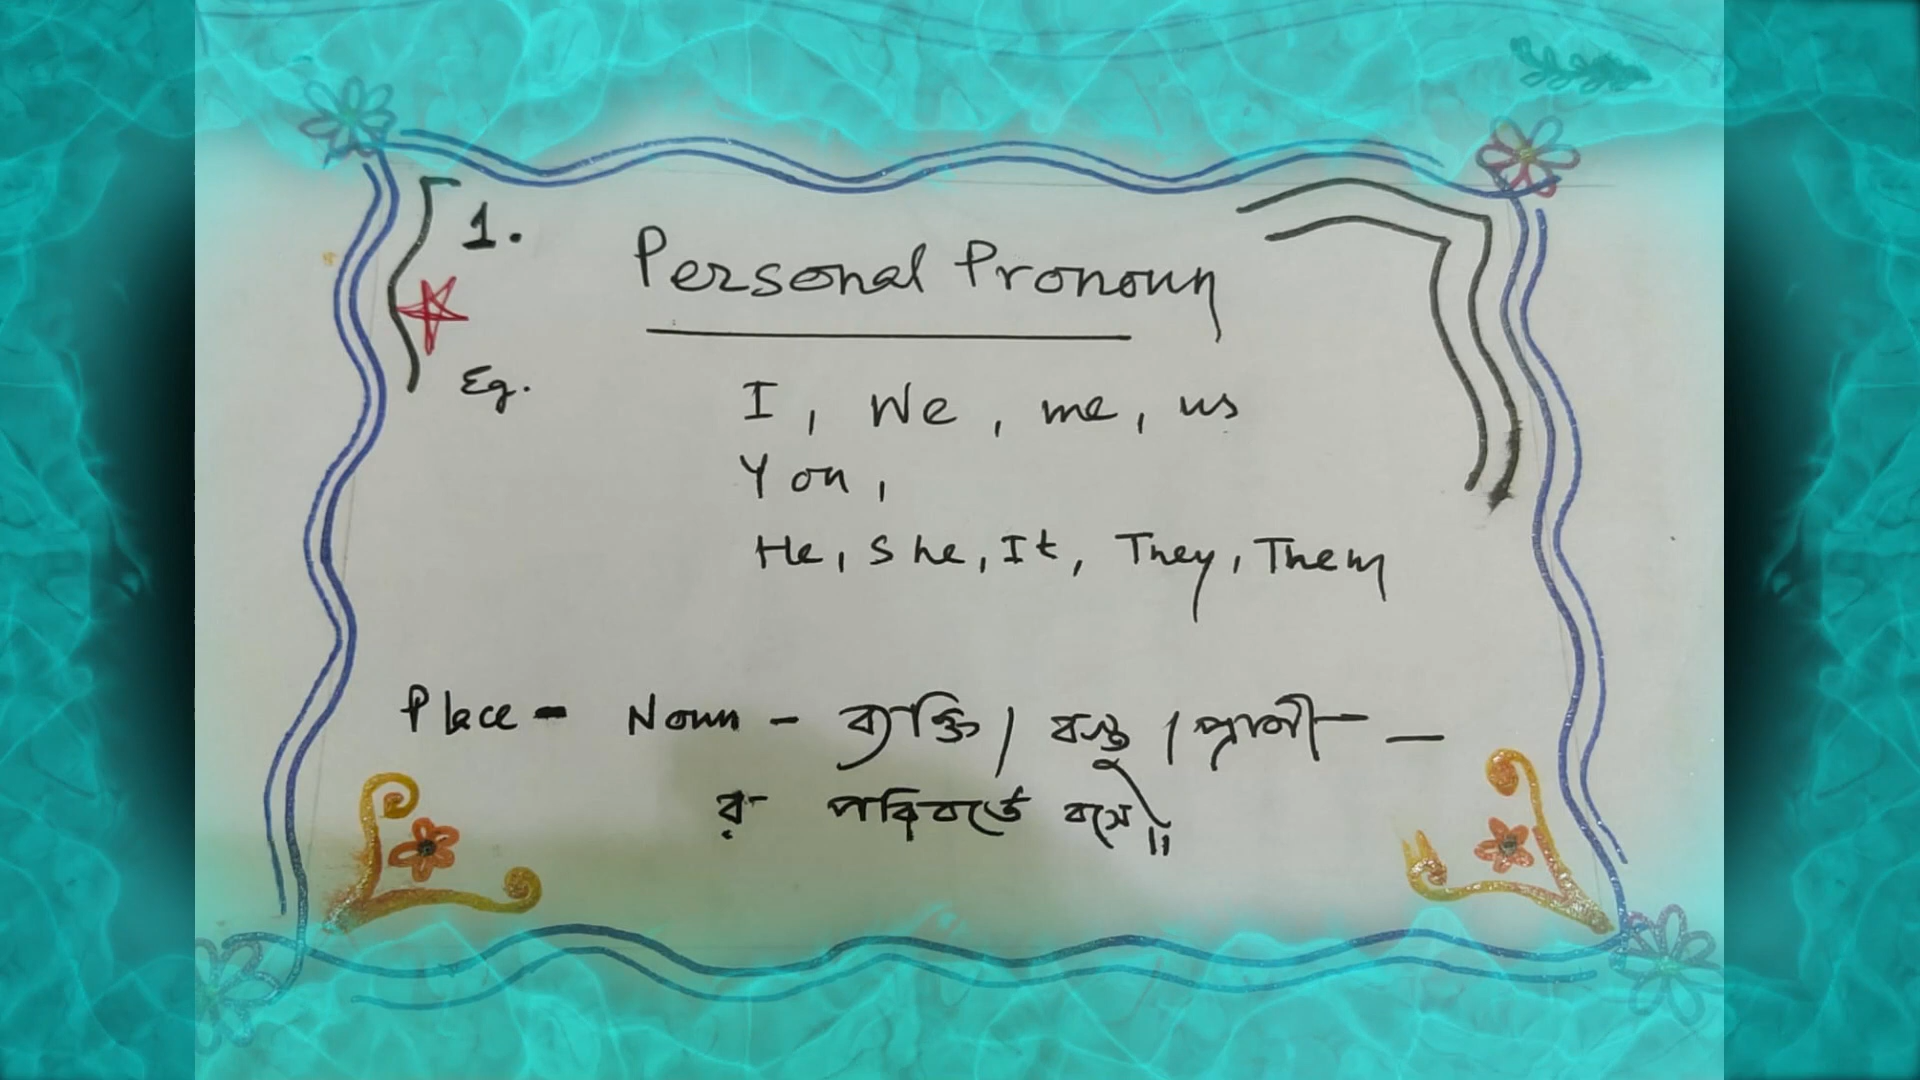 1.
Personal Pronoun
Eg.
I, We, me, us
You,
He, She, It, They, Them
Place - Noun - ব্যক্তি / বস্তু / প্রাণী - -
র পরিবর্তে বসে॥